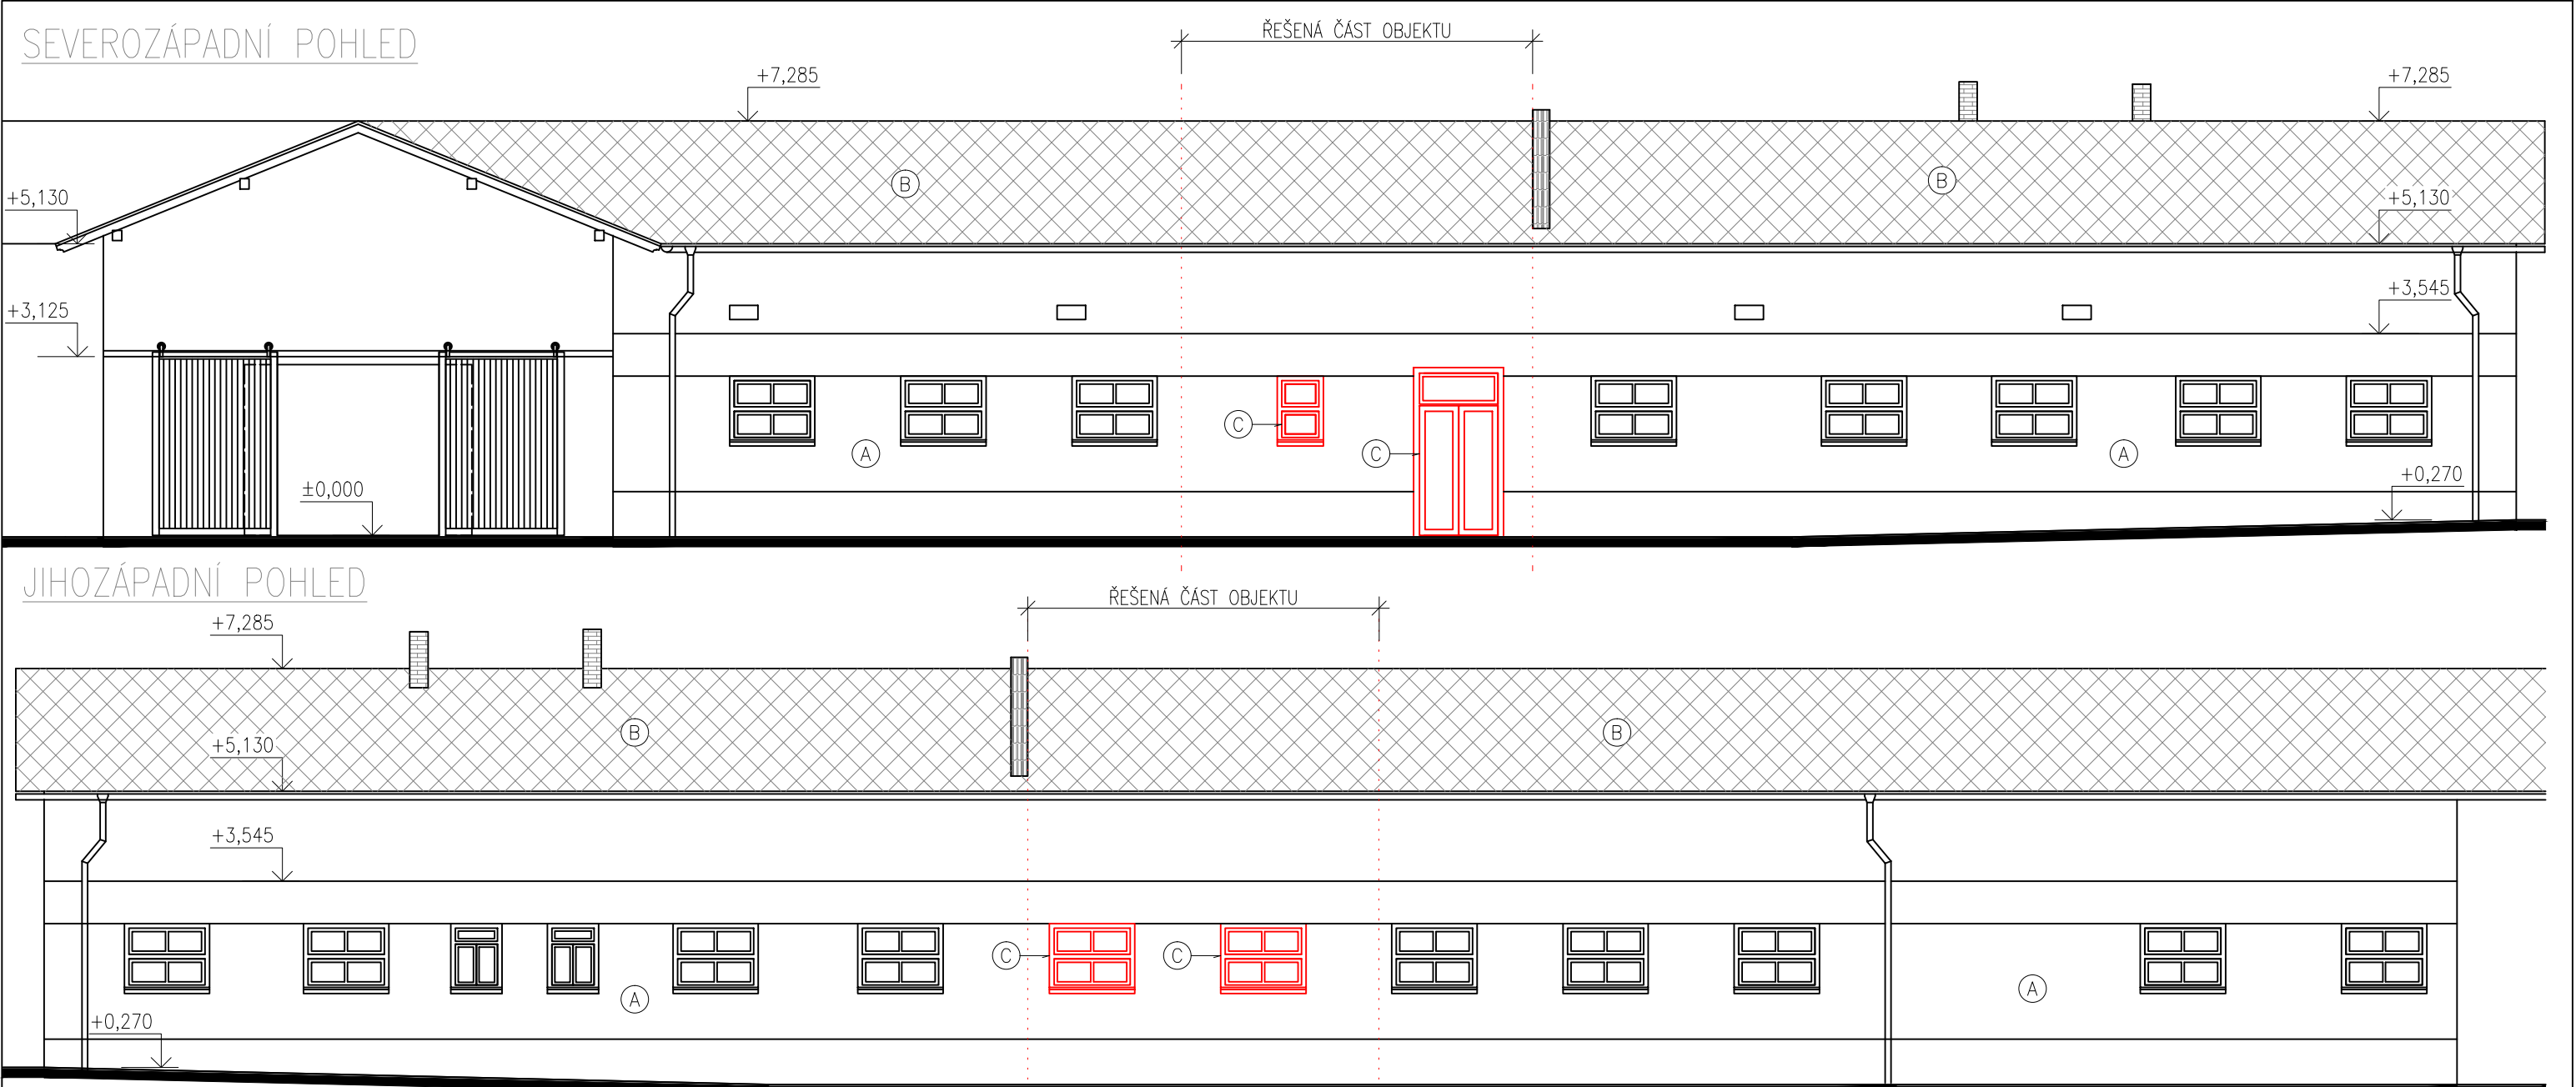 SEVEROZÁPADNÍ POHLED
ŘEŠENÁ ČÁST OBJEKTU
+7,285
+7,285
B
B
+5,130
+5,130
+3,125
+3,545
C
C
A
A
±0,000
+0,270
JIHOZÁPADNÍ POHLED
ŘEŠENÁ ČÁST OBJEKTU
+7,285
B
B
+5,130
+3,545
C
C
A
A
+0,270